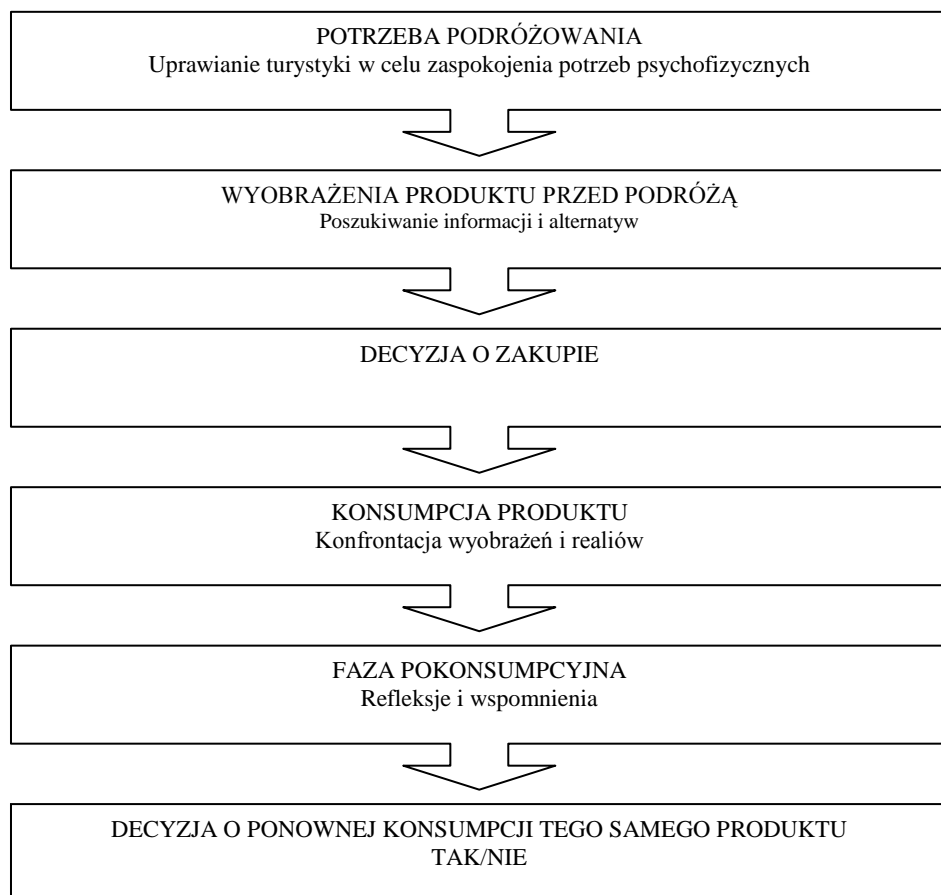 POTRZEBA PODRÓŻOWANIA
Uprawianie turystyki w celu zaspokojenia potrzeb psychofizycznych
WYOBRAŻENIA PRODUKTU PRZED PODRÓŻĄ
Poszukiwanie informacji i alternatyw
DECYZJA O ZAKUPIE
KONSUMPCJA PRODUKTU
Konfrontacja wyobrażeń i realiów
FAZA POKONSUMPCYJNA
Refleksje i wspomnienia
DECYZJA O PONOWNEJ KONSUMPCJI TEGO SAMEGO PRODUKTU
TAK/NIE